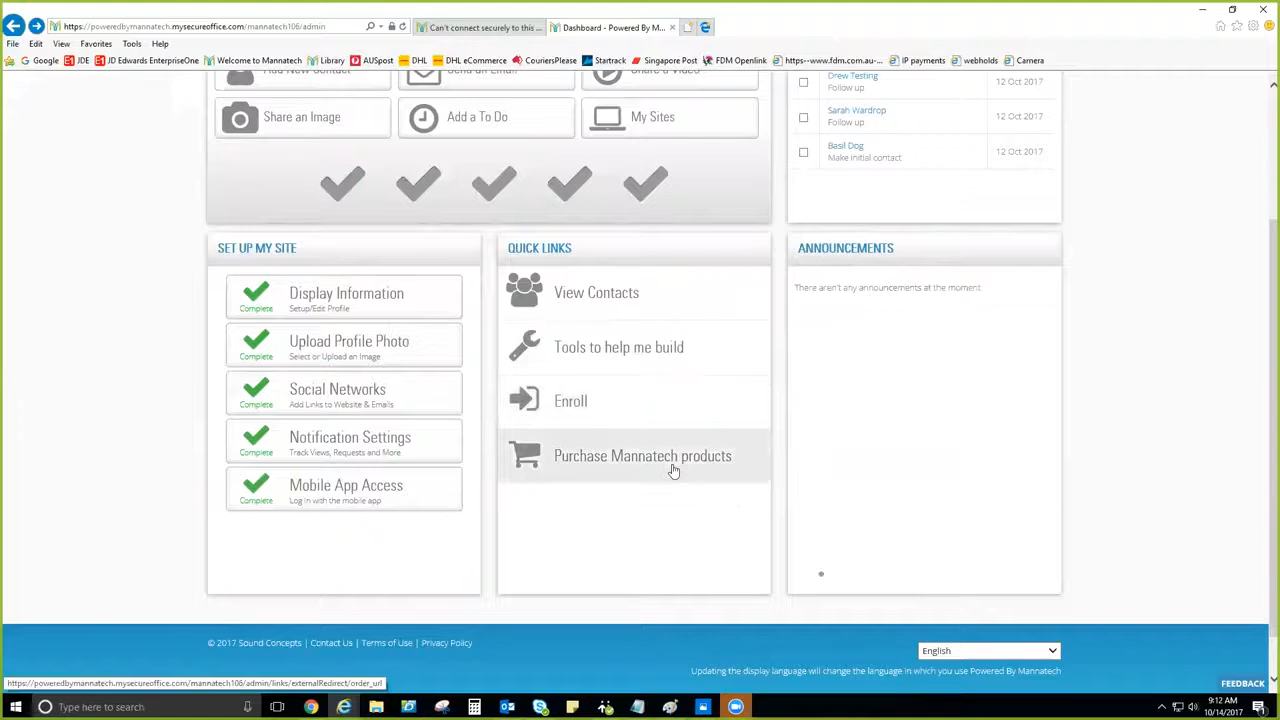 https://poweredbymannatech.mysecureoffice.com/mannatech106/admin
Can't connect securely to this ...
Dashboard - Powered By M...
File Edit View Favorites Tools Help
Google JDE JD Edwards EnterpriseOne Welcome to Mannatech Library AUSpost DHL DHL eCommerce CouriersPlease Startrack Singapore Post FDM Openlink https--www.fdm.com.au-... IP payments webholds Camera
Add New Contact Send an Email Share a Video
Share an Image Add a To Do My Sites
Drew Testing 12 Oct 2017
Follow up
Sarah Wardrop 12 Oct 2017
Follow up
Basil Dog 12 Oct 2017
Make initial contact
SET UP MY SITE
Complete Display Information
Setup/Edit Profile
Complete Upload Profile Photo
Select or Upload an Image
Complete Social Networks
Add Links to Website & Emails
Complete Notification Settings
Track Views, Requests and More
Complete Mobile App Access
Log in with the mobile app
QUICK LINKS
View Contacts
Tools to help me build
Enroll
Purchase Mannatech products
ANNOUNCEMENTS
There aren't any announcements at the moment
© 2017 Sound Concepts | Contact Us | Terms of Use | Privacy Policy
English
Updating the display language will change the language in which you use Powered By Mannatech
FEEDBACK
https://poweredbymannatech.mysecureoffice.com/mannatech106/admin/links/externalRedirect/order_url
Type here to search
9:12 AM
10/14/2017